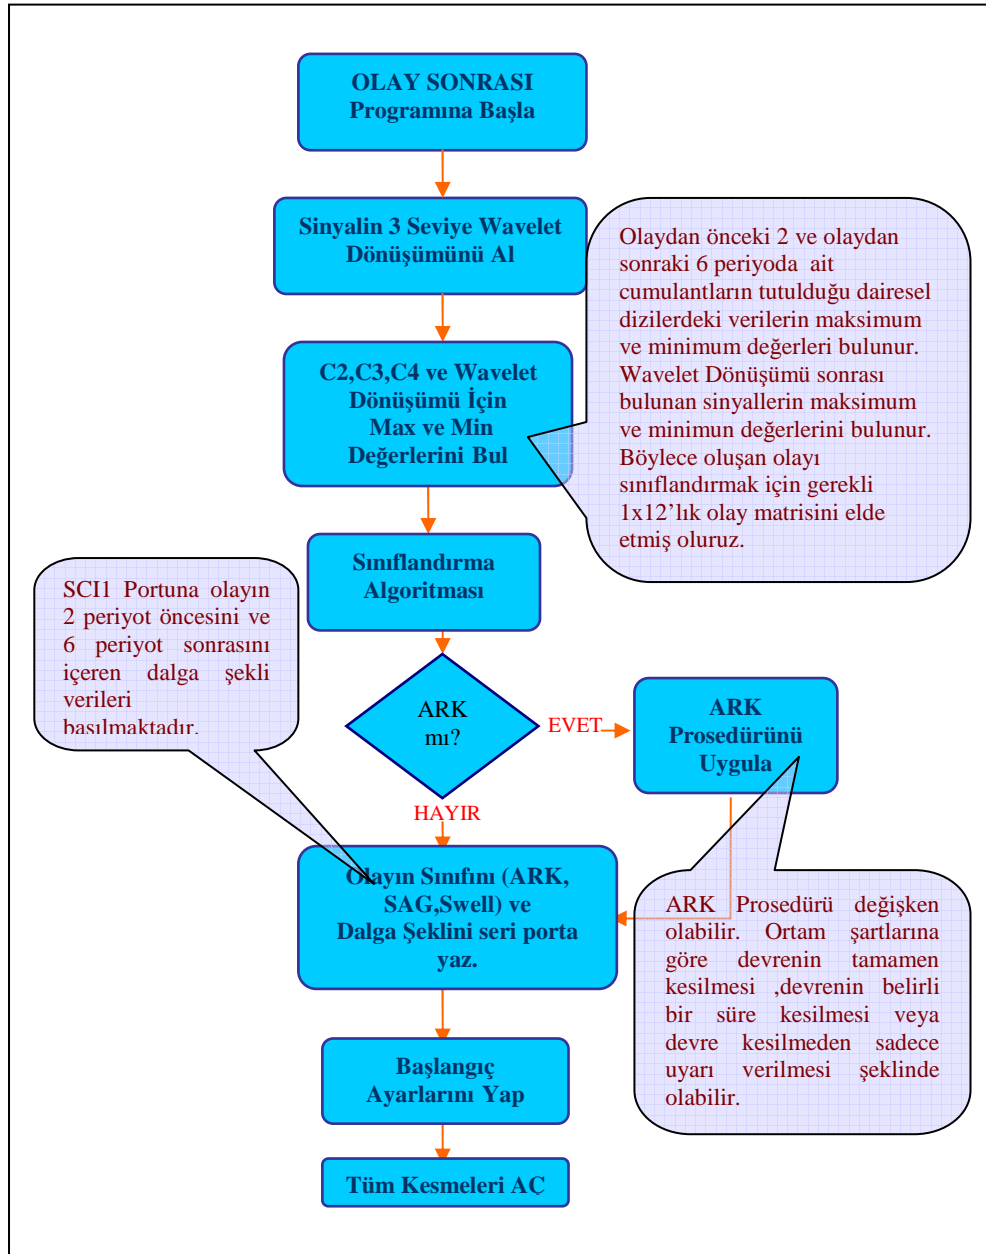 OLAY SONRASI
Programına Başla
Sinyalin 3 Seviye Wavelet
Dönüşümünü Al
Olaydan önceki 2 ve olaydan
sonraki 6 periyoda ait
cumulantların tutulduğu dairesel
dizilerdeki verilerin maksimum
ve minimum değerleri bulunur.
Wavelet Dönüşümü sonrası
bulunan sinyallerin maksimum
ve minimun değerlerini bulunur.
Böylece oluşan olayı
sınıflandırmak için gerekli
1x12’lık olay matrisini elde
etmiş oluruz.
C2,C3,C4 ve Wavelet
Dönüşümü İçin
Max ve Min
Değerlerini Bul
Sınıflandırma
Algoritması
SCI1 Portuna olayın
2 periyot öncesini ve
6 periyot sonrasını
içeren dalga şekli
verileri
basılmaktadır.
ARK
mı?
EVET
ARK
Prosedürünü
Uygula
HAYIR
Olayın Sınıfını (ARK,
SAG,Swell) ve
Dalga Şeklini seri porta
yaz.
ARK Prosedürü değişken
olabilir. Ortam şartlarına
göre devrenin tamamen
kesilmesi ,devrenin belirli
bir süre kesilmesi veya
devre kesilmeden sadece
uyarı verilmesi şeklinde
olabilir.
Başlangıç
Ayarlarını Yap
Tüm Kesmeleri AÇ